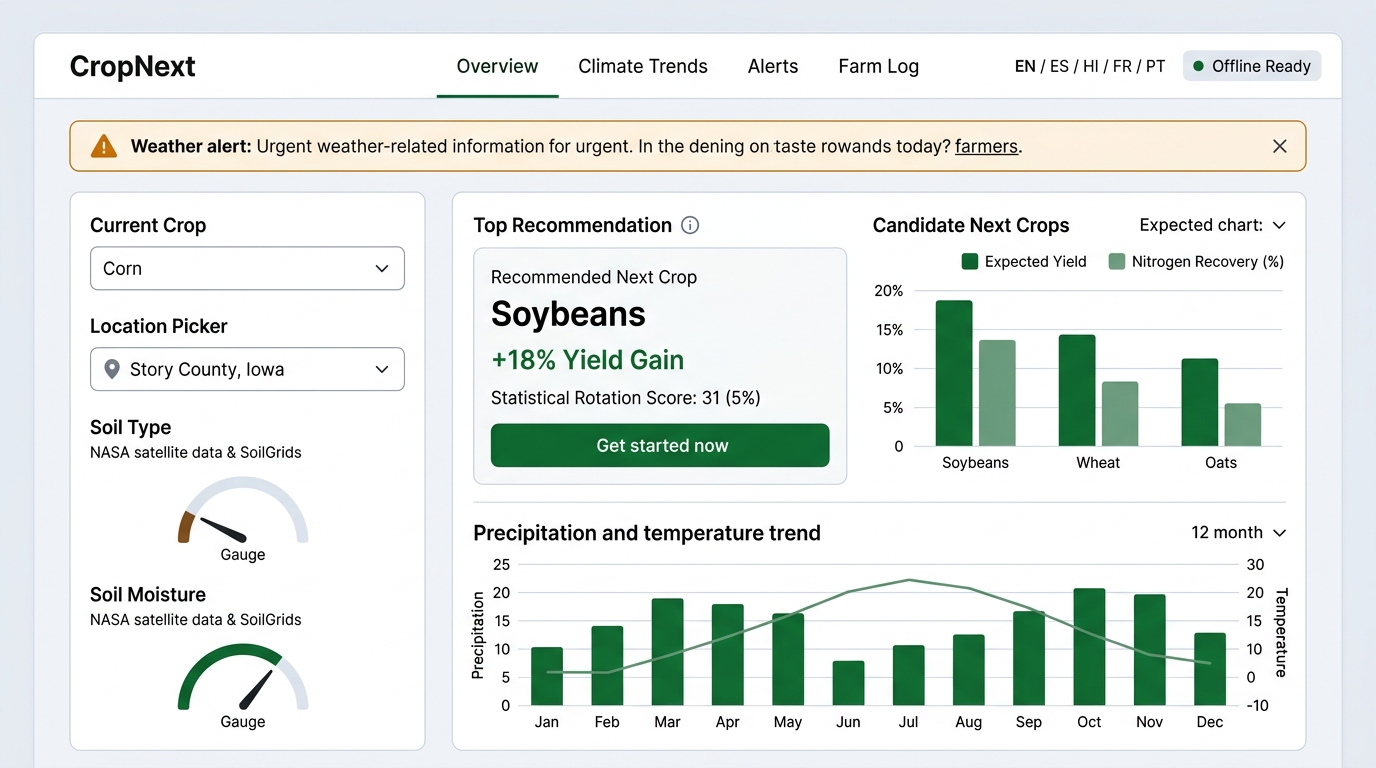 CropNext
Overview
Climate Trends
Alerts
Farm Log
EN / ES / HI / FR / PT
Offline Ready
Weather alert: Urgent weather-related information for urgent. In the dening on taste rowands today? farmers.
Current Crop
Corn
Location Picker
Story County, Iowa
Soil Type
NASA satellite data & SoilGrids
Gauge
Soil Moisture
NASA satellite data & SoilGrids
Gauge
Top Recommendation
Recommended Next Crop
Soybeans
+18% Yield Gain
Statistical Rotation Score: 31 (5%)
Get started now
Candidate Next Crops
Expected chart:
Expected Yield
Nitrogen Recovery (%)
20%
15%
10%
5%
0
Soybeans
Wheat
Oats
Precipitation and temperature trend
12 month
Precipitation
25
20
15
10
5
0
30
20
15
10
0
-10
Temperature
Jan
Feb
Mar
Apr
May
Jun
Jul
Aug
Sep
Oct
Nov
Dec